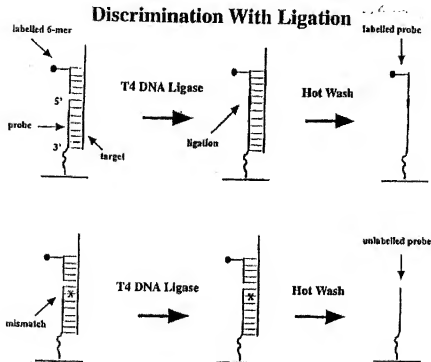 Discrimination With Ligation
labelled 6-mer
labelled probe
T4 DNA Ligase
Hot Wash
5'
probe
ligation
3'
target
unlabelled probe
T4 DNA Ligase
Hot Wash
X
X
mismatch